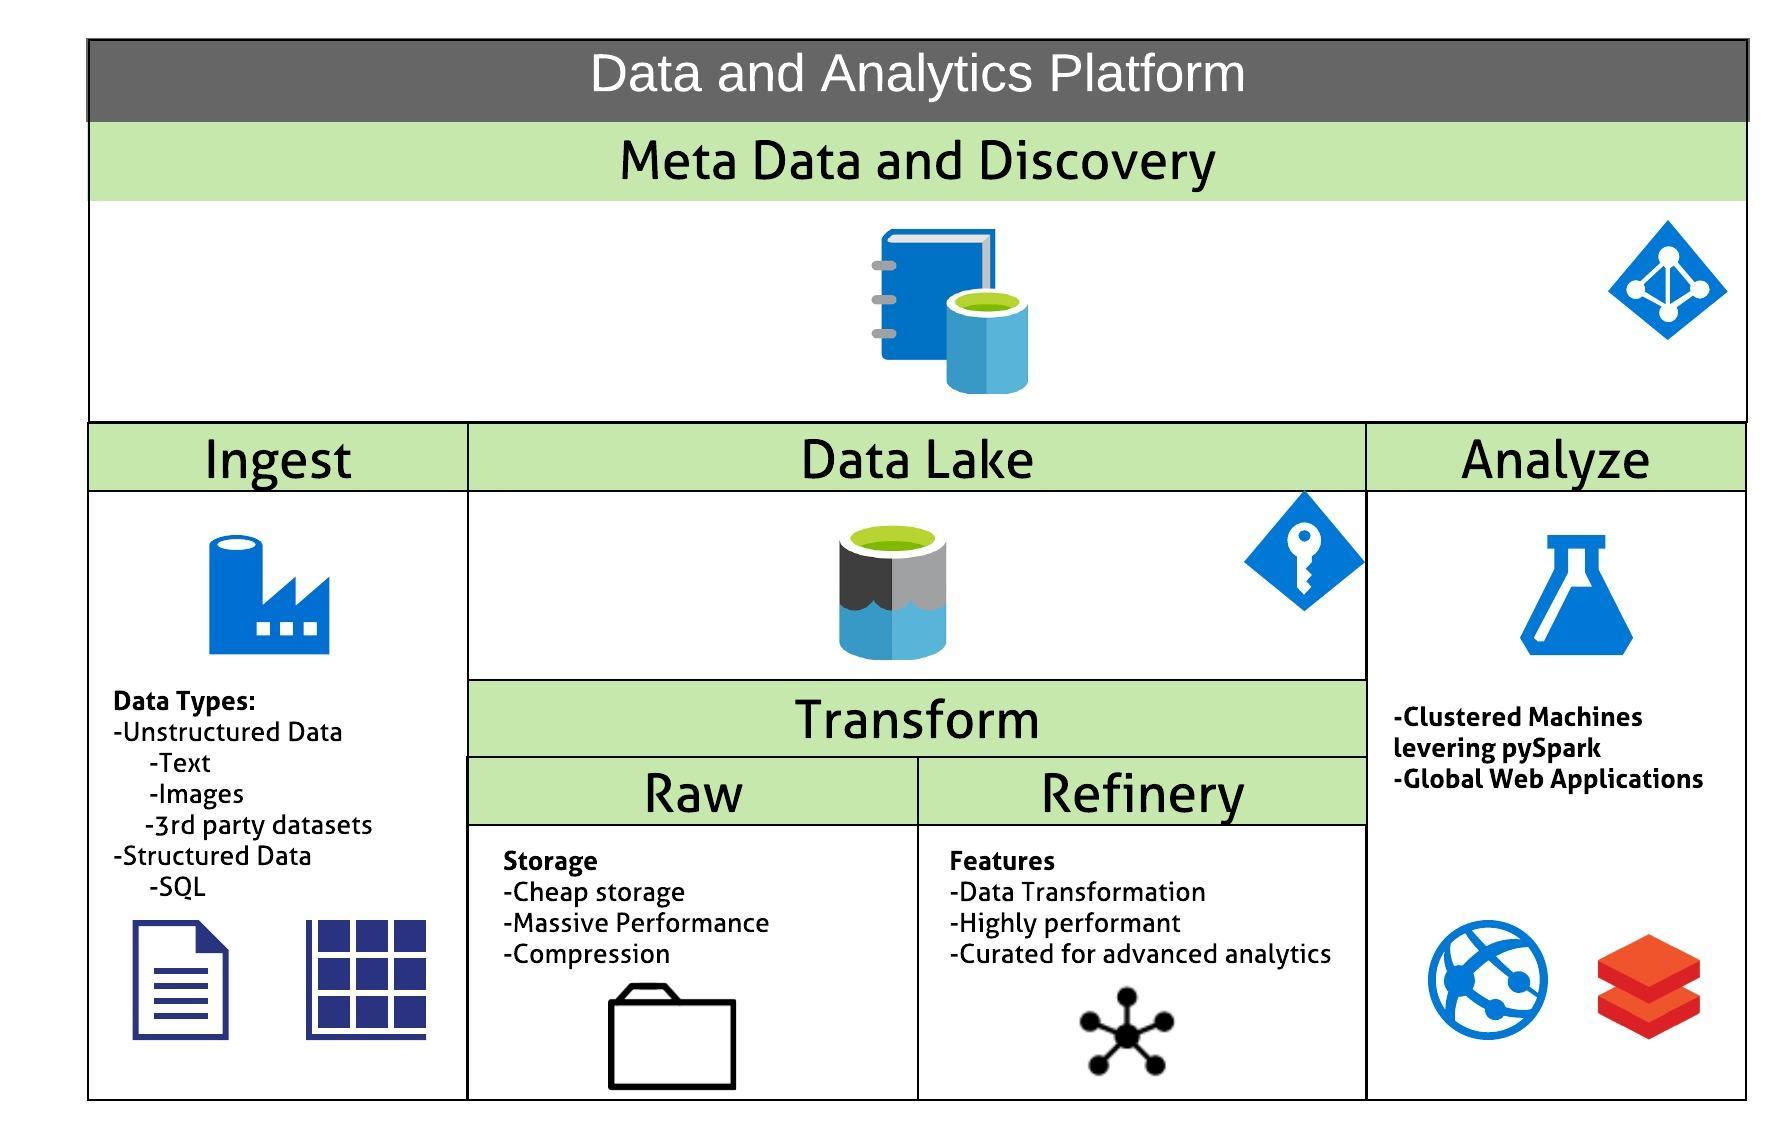 Data and Analytics Platform
Meta Data and Discovery
Ingest
Data Types:
-Unstructured Data
-Text
-Images
-3rd party datasets
-Structured Data
-SQL
Data Lake
Transform
Raw
Storage
-Cheap storage
-Massive Performance
-Compression
Refinery
Features
-Data Transformation
-Highly performant
-Curated for advanced analytics
Analyze
-Clustered Machines
levering pySpark
-Global Web Applications